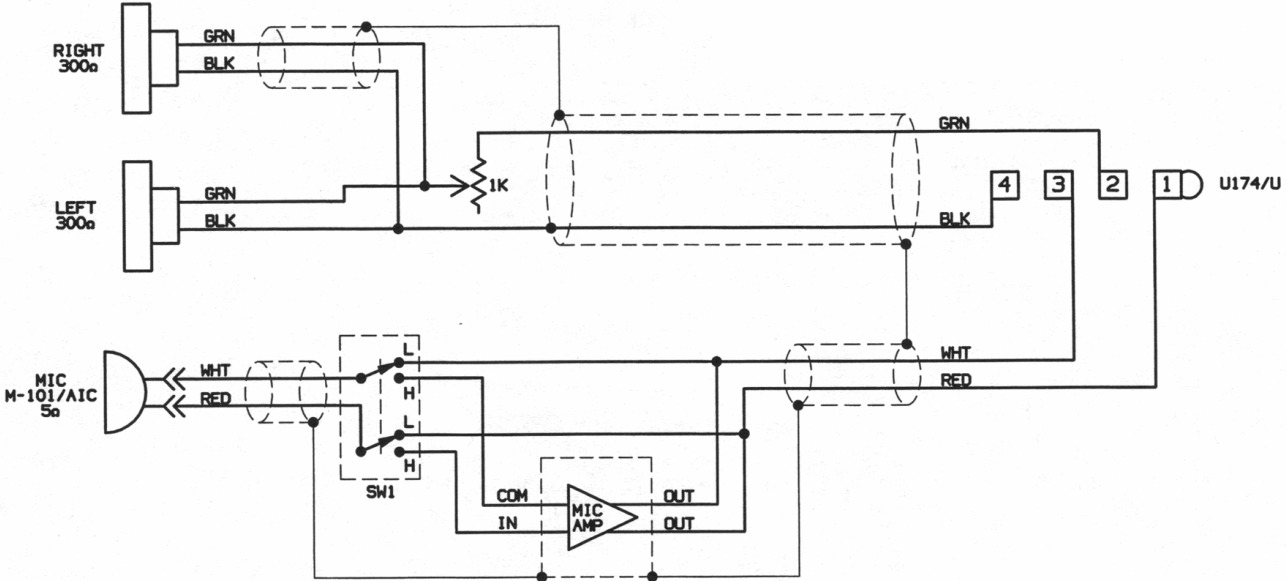 RIGHT
300Ω
GRN
BLK
LEFT
300Ω
GRN
BLK
1K
GRN
BLK
4
3
2
1
U174/U
MIC
M-101/AIC
5Ω
WHT
RED
L
H
L
H
SW1
COM
IN
MIC
AMP
OUT
OUT
WHT
RED